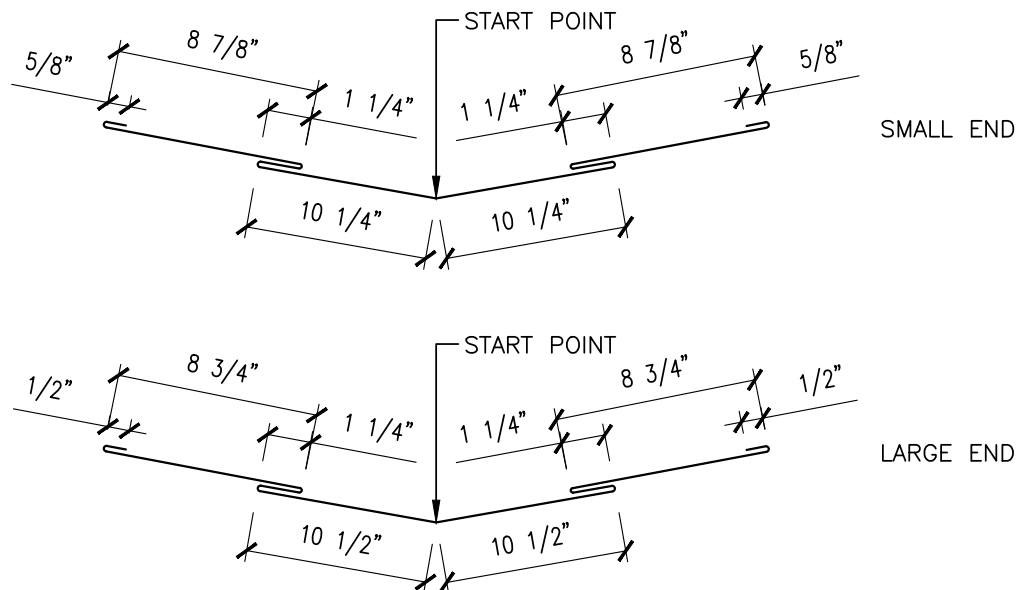 START POINT
8 7/8” 8 7/8”
5/8” 5/8”
1 1/4” 1 1/4”
SMALL END
10 1/4” 10 1/4”
START POINT
8 3/4” 8 3/4”
1/2” 1/2”
1 1/4” 1 1/4”
LARGE END
10 1/2” 10 1/2”